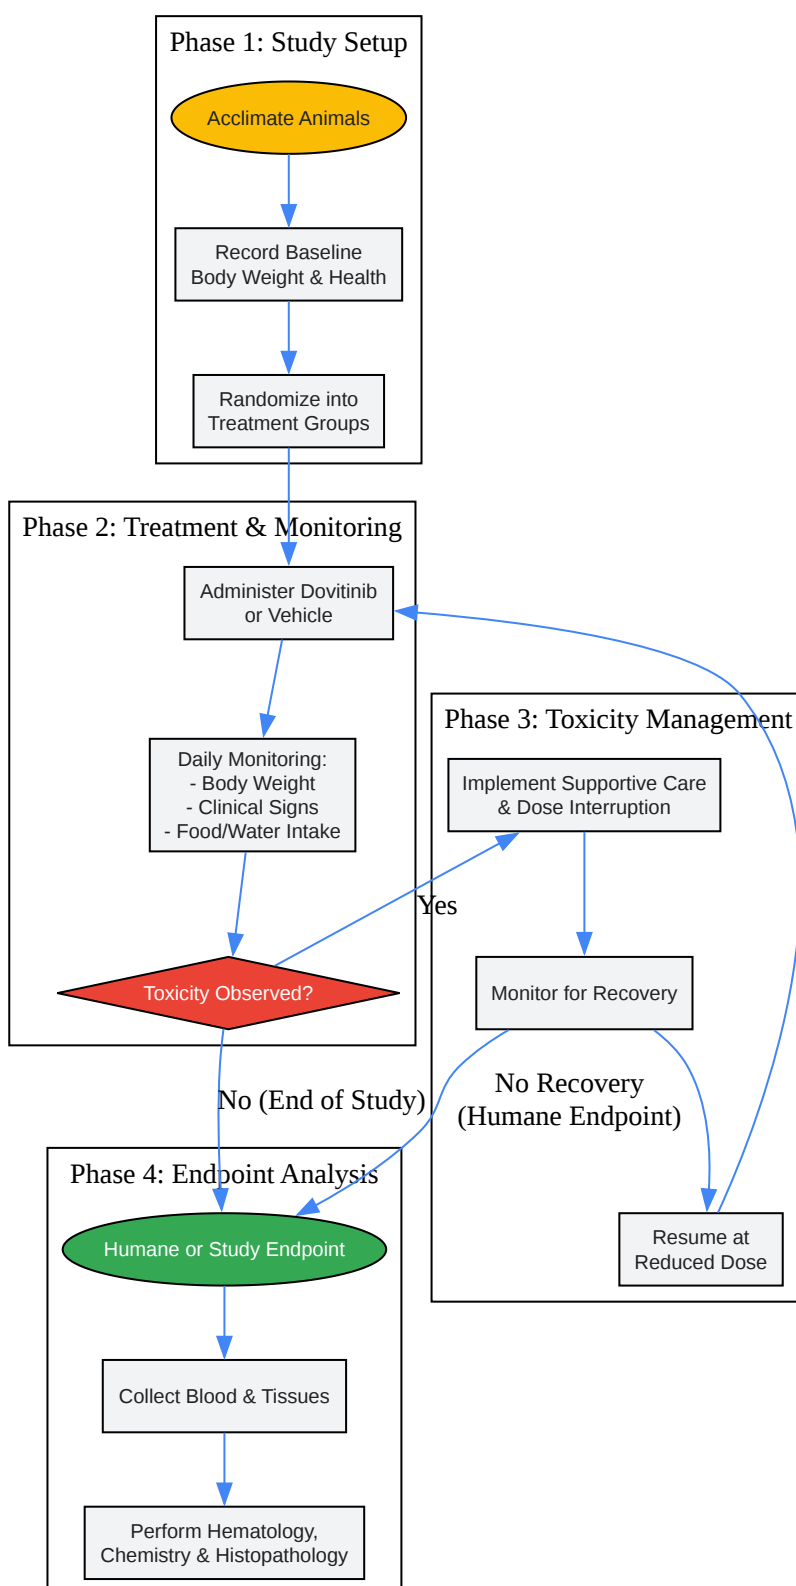 Phase 1: Study Setup
Acclimate Animals
Record Baseline
Body Weight & Health
Randomize into
Treatment Groups
Phase 2: Treatment & Monitoring
Administer Dovitinib
or Vehicle
Daily Monitoring:
- Body Weight
- Clinical Signs
- Food/Water Intake
Toxicity Observed?
Yes
No (End of Study)
Phase 3: Toxicity Management
Implement Supportive Care
& Dose Interruption
Monitor for Recovery
No Recovery
(Humane Endpoint)
Resume at
Reduced Dose
Phase 4: Endpoint Analysis
Humane or Study Endpoint
Collect Blood & Tissues
Perform Hematology,
Chemistry & Histopathology